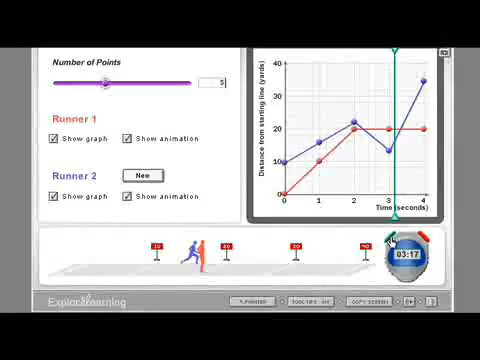 Number of Points
5
Runner 1
Show graph
Show animation
Runner 2
New
Show graph
Show animation
Distance from starting line (yards)
40
30
20
10
0
0 1 2 3 4
Time (seconds)
10
20
30
40
03:17
ExploreLearning
COPY SCREEN